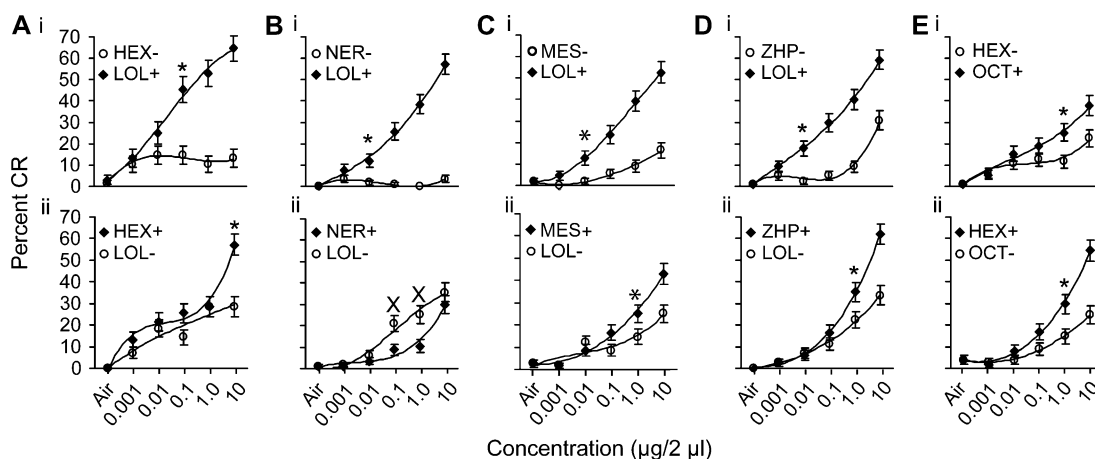 A i
B i
C i
D i
E i
70
60
50
40
30
20
10
0
HEX-
LOL+
*
NER-
LOL+
*
MES-
LOL+
*
ZHP-
LOL+
*
HEX-
OCT+
*
Percent CR
ii
ii
ii
ii
ii
70
60
50
40
30
20
10
0
HEX+
LOL-
*
NER+
LOL-
X X
MES+
LOL-
*
ZHP+
LOL-
*
HEX+
OCT-
*
Air 0.001 0.01 0.1 1.0 10
Air 0.001 0.01 0.1 1.0 10
Air 0.001 0.01 0.1 1.0 10
Air 0.001 0.01 0.1 1.0 10
Air 0.001 0.01 0.1 1.0 10
Concentration (µg/2 µl)